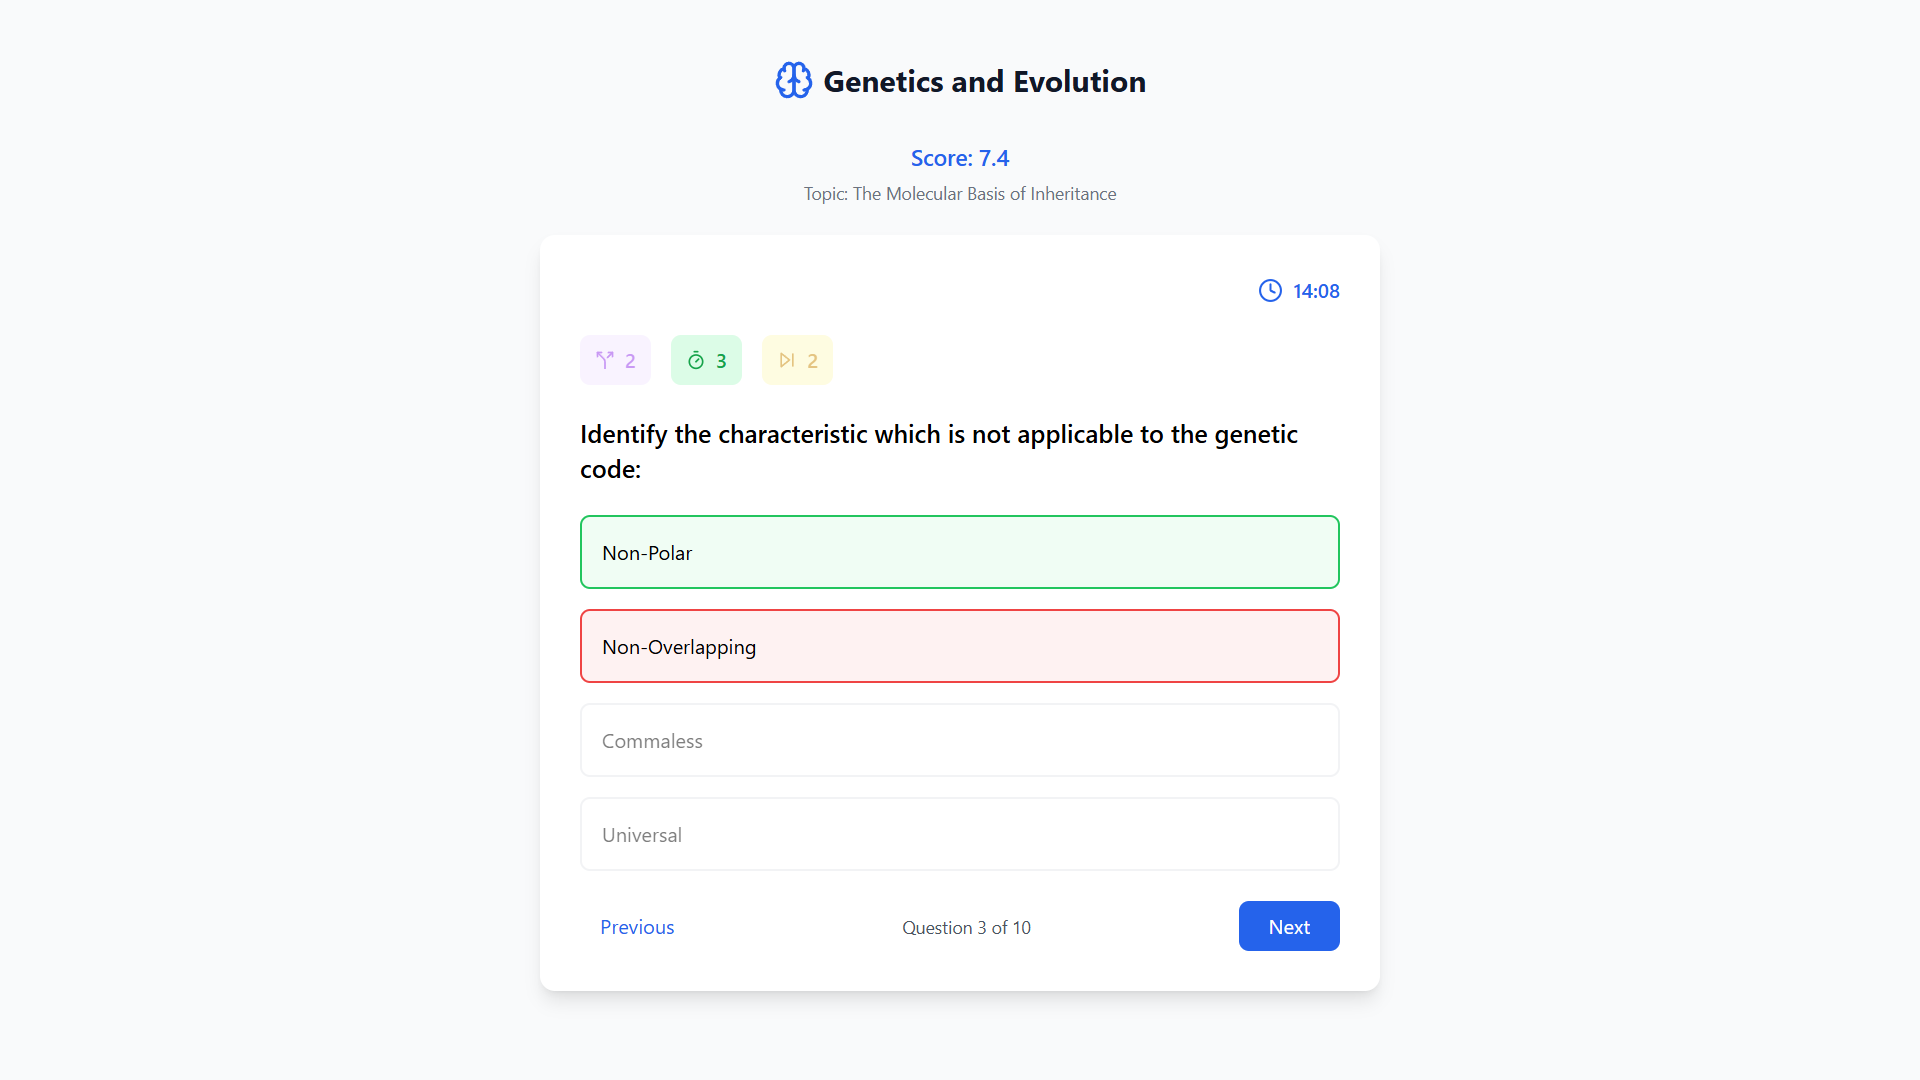 Genetics and Evolution
Score: 7.4
Topic: The Molecular Basis of Inheritance
14:08
2 3 2
Identify the characteristic which is not applicable to the genetic
code:
Non-Polar
Non-Overlapping
Commaless
Universal
Previous Question 3 of 10 Next